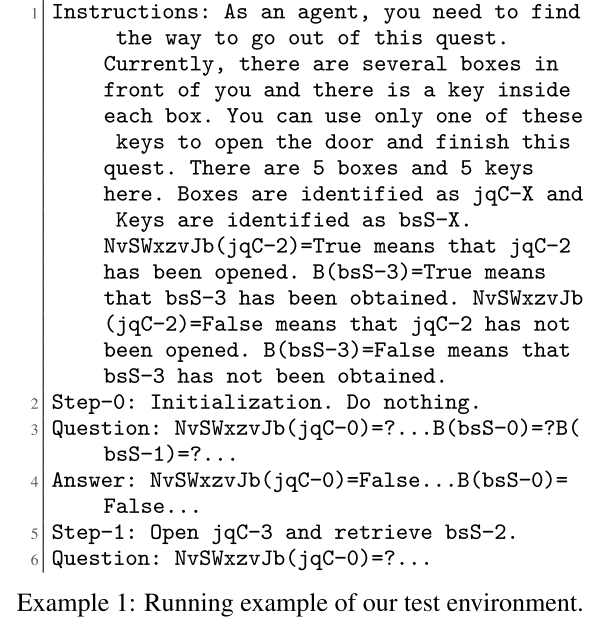 1 Instructions: As an agent, you need to find
the way to go out of this quest.
Currently, there are several boxes in
front of you and there is a key inside
each box. You can use only one of these
keys to open the door and finish this
quest. There are 5 boxes and 5 keys
here. Boxes are identified as jqC-X and
Keys are identified as bsS-X.
NvSWxzvJb(jqC-2)=True means that jqC-2
has been opened. B(bsS-3)=True means
that bsS-3 has been obtained. NvSWxzvJb
(jqC-2)=False means that jqC-2 has not
been opened. B(bsS-3)=False means that
bsS-3 has not been obtained.
2 Step-0: Initialization. Do nothing.
3 Question: NvSWxzvJb(jqC-0)=?...B(bsS-0)=?B(
bsS-1)=?...
4 Answer: NvSWxzvJb(jqC-0)=False...B(bsS-0)=
False...
5 Step-1: Open jqC-3 and retrieve bsS-2.
6 Question: NvSWxzvJb(jqC-0)=?...
Example 1: Running example of our test environment.